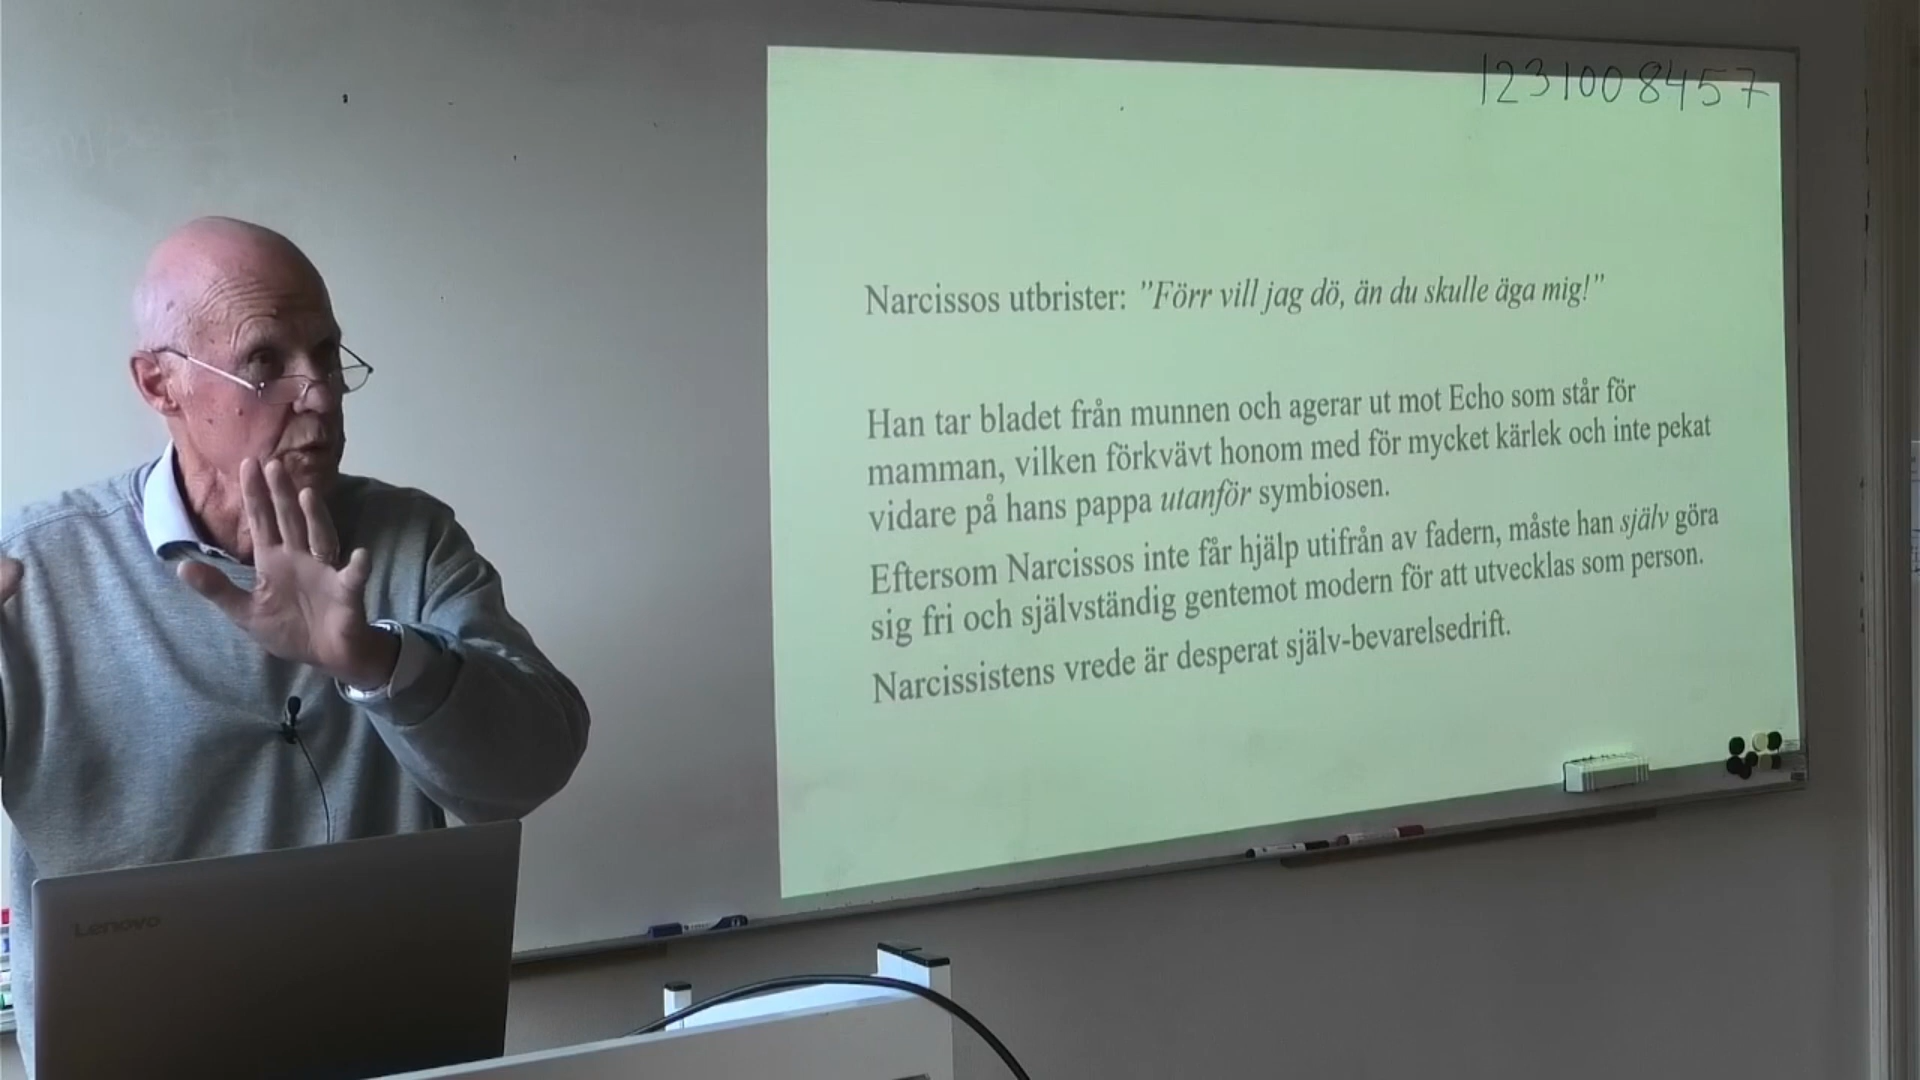 1231008457
Narcissos utbrister: ”Förr vill jag dö, än du skulle äga mig!”
Han tar bladet från munnen och agerar ut mot Echo som står för
mamman, vilken förkvävt honom med för mycket kärlek och inte pekat
vidare på hans pappa utanför symbiosen.
Eftersom Narcissos inte får hjälp utifrån av fadern, måste han själv göra
sig fri och självständig gentemot modern för att utvecklas som person.
Narcissistens vrede är desperat själv-bevarelsedrift.
Lenovo